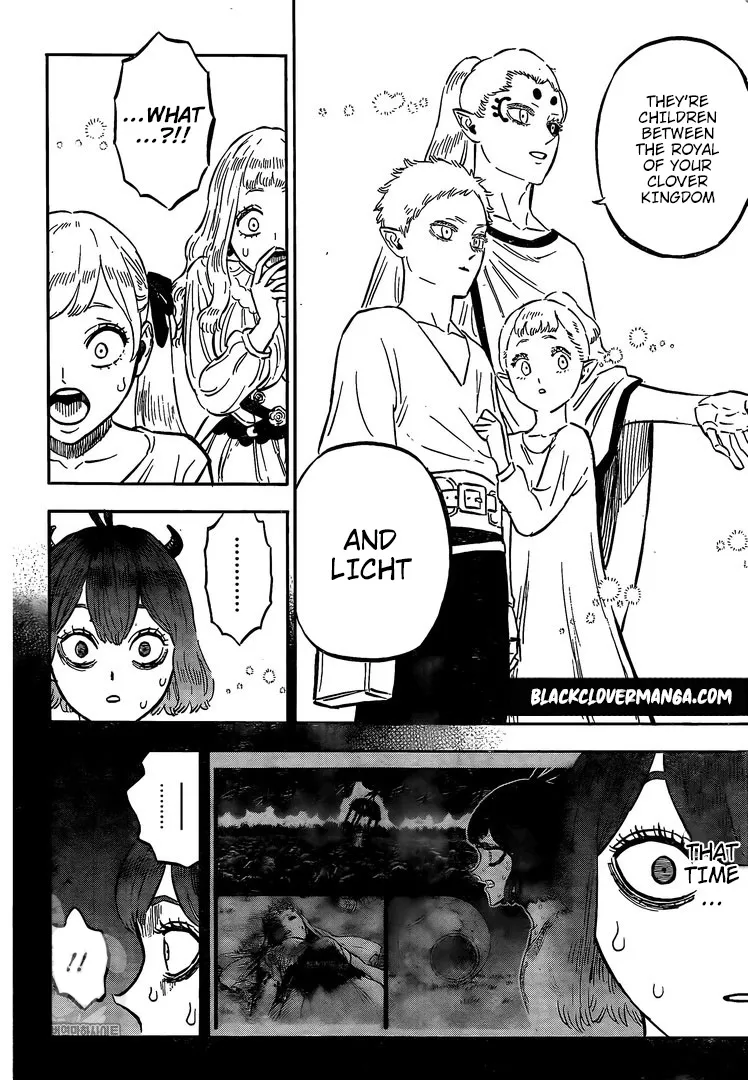 THEY'RE
CHILDREN
BETWEEN
THE ROYAL
OF YOUR
CLOVER
KINGDOM
AND
LICHT
...WHAT
...?!!
.........
BLACKCLOVERMANGA.COM
THAT
TIME
...
!!